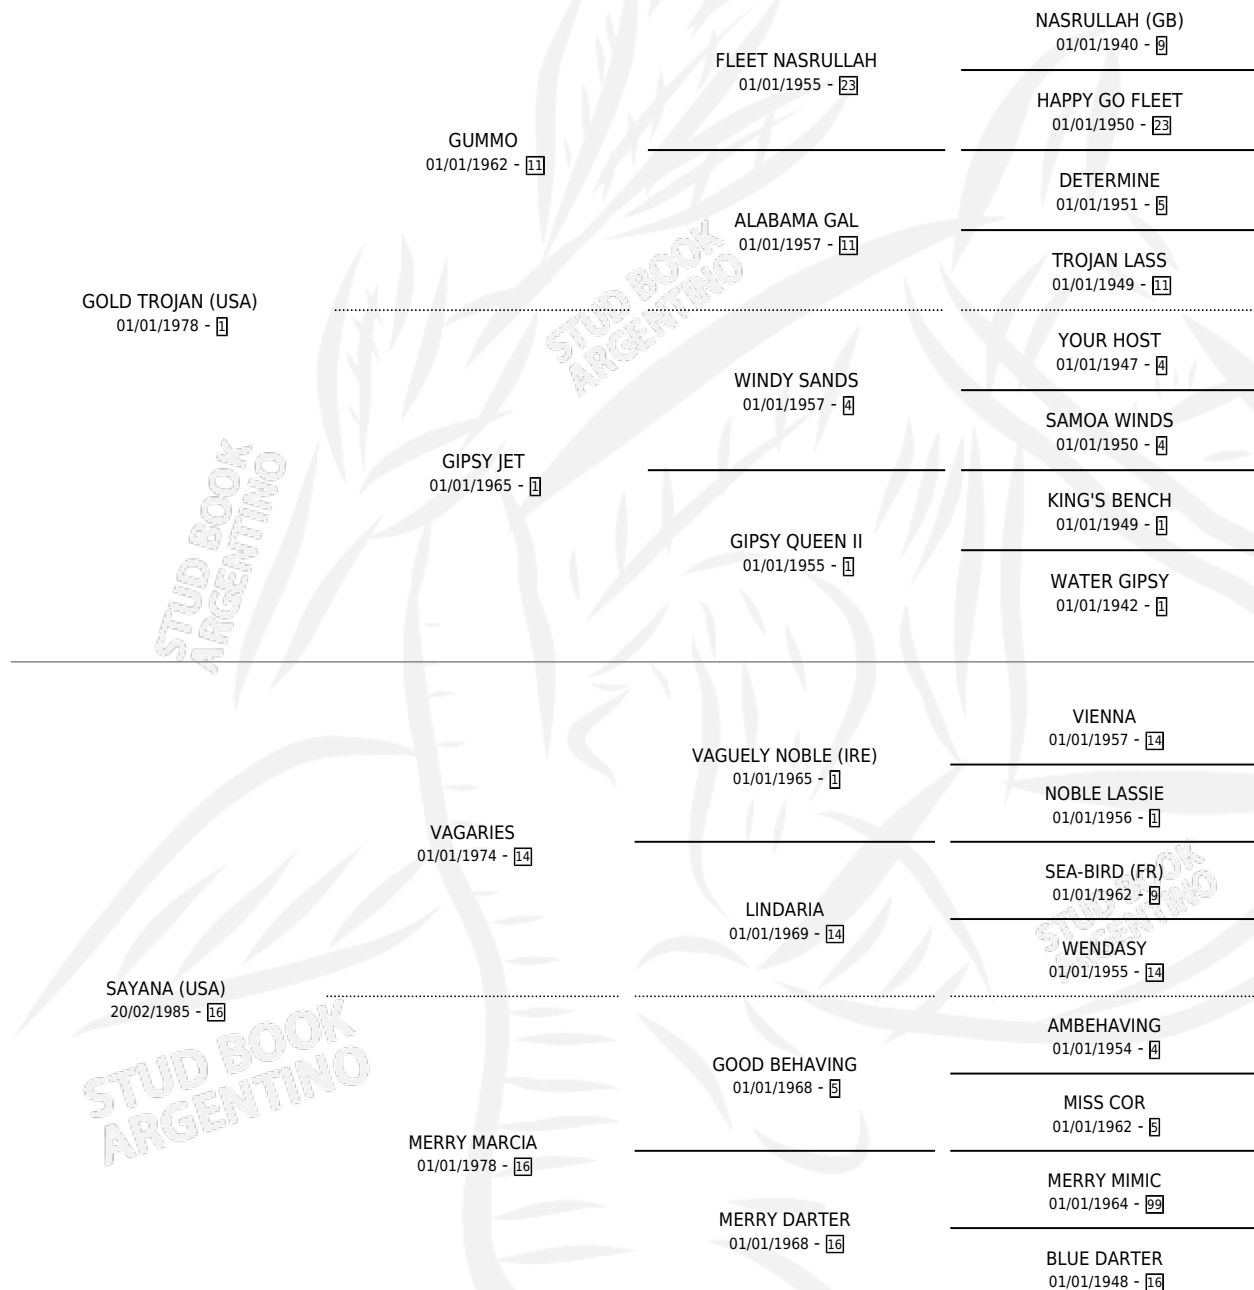 NASRULLAH (GB)
01/01/1940 - 9
FLEET NASRULLAH
01/01/1955 - 23
HAPPY GO FLEET
01/01/1950 - 23
GUMMO
01/01/1962 - 11
DETERMINE
01/01/1951 - 5
ALABAMA GAL
01/01/1957 - 11
TROJAN LASS
01/01/1949 - 11
GOLD TROJAN (USA)
01/01/1978 - 1
YOUR HOST
01/01/1947 - 4
WINDY SANDS
01/01/1957 - 4
SAMOA WINDS
01/01/1950 - 4
GIPSY JET
01/01/1965 - 1
KING'S BENCH
01/01/1949 - 1
GIPSY QUEEN II
01/01/1955 - 1
WATER GIPSY
01/01/1942 - 1
VIENNA
01/01/1957 - 14
VAGUELY NOBLE (IRE)
01/01/1965 - 1
NOBLE LASSIE
01/01/1956 - 1
VAGARIES
01/01/1974 - 14
SEA-BIRD (FR)
01/01/1962 - 9
LINDARIA
01/01/1969 - 14
WENDASY
01/01/1955 - 14
SAYANA (USA)
20/02/1985 - 16
AMBEHAVING
01/01/1954 - 4
GOOD BEHAVING
01/01/1968 - 5
MISS COR
01/01/1962 - 5
MERRY MARCIA
01/01/1978 - 16
MERRY MIMIC
01/01/1964 - 99
MERRY DARTER
01/01/1968 - 16
BLUE DARTER
01/01/1948 - 16
STUD BOOK
ARGENTINO
STUD BOOK
ARGENTINO
STUD BOOK
ARGENTINO
STUD BOOK
ARGENTINO